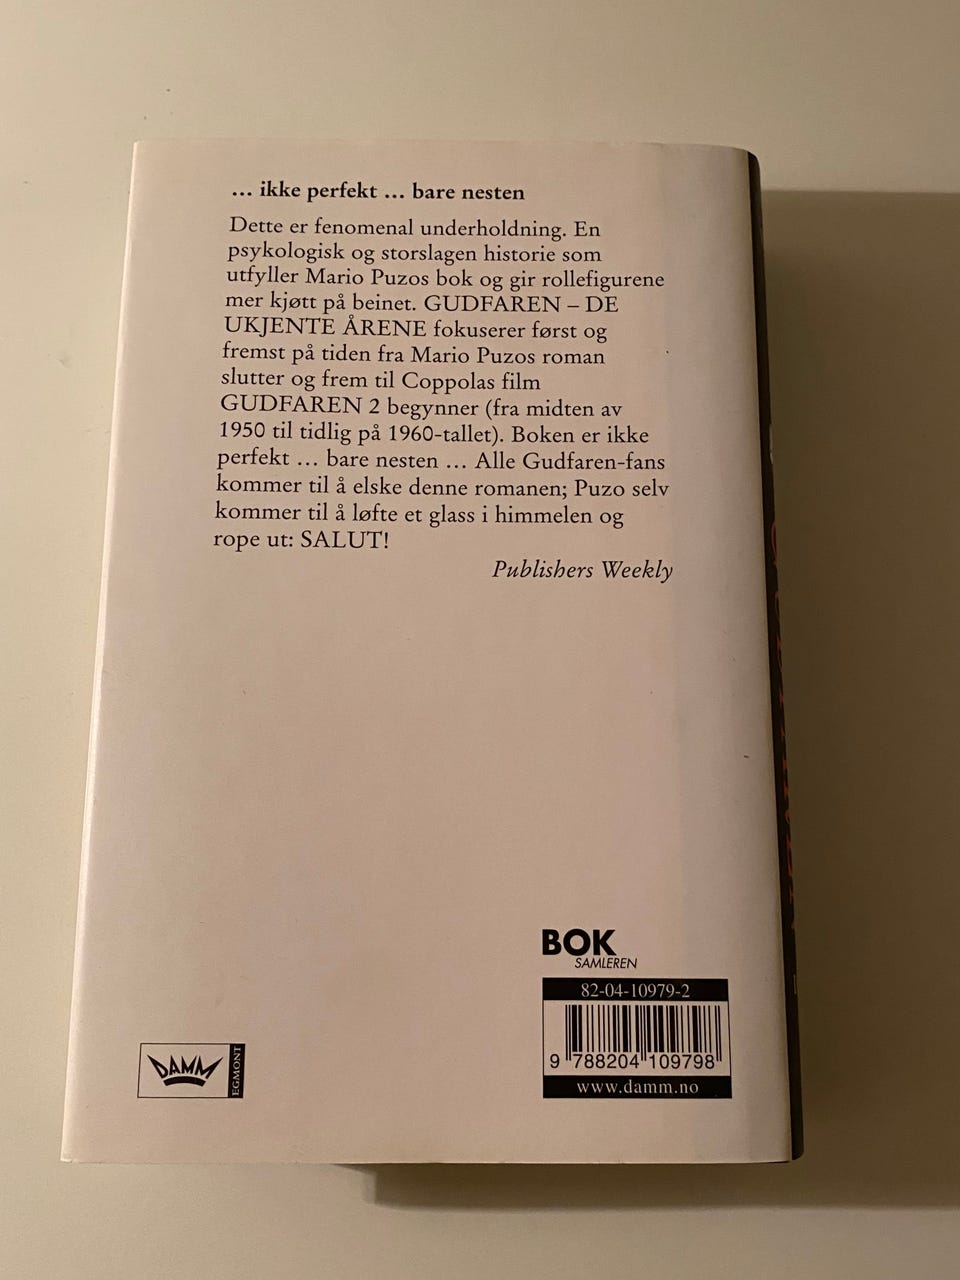 ... ikke perfekt ... bare nesten
Dette er fenomenal underholdning. En
psykologisk og storslagen historie som
utfyller Mario Puzos bok og gir rollefigurene
mer kjøtt på beinet. GUDFAREN – DE
UKJENTE ÅRENE fokuserer først og
fremst på tiden fra Mario Puzos roman
slutter og frem til Coppolas film
GUDFAREN 2 begynner (fra midten av
1950 til tidlig på 1960-tallet). Boken er ikke
perfekt ... bare nesten ... Alle Gudfaren-fans
kommer til å elske denne romanen; Puzo selv
kommer til å løfte et glass i himmelen og
rope ut: SALUT!
Publishers Weekly
BOK
SAMLEREN
82-04-10979-2
9 788204 109798
www.damm.no
DAMM
EGMONT